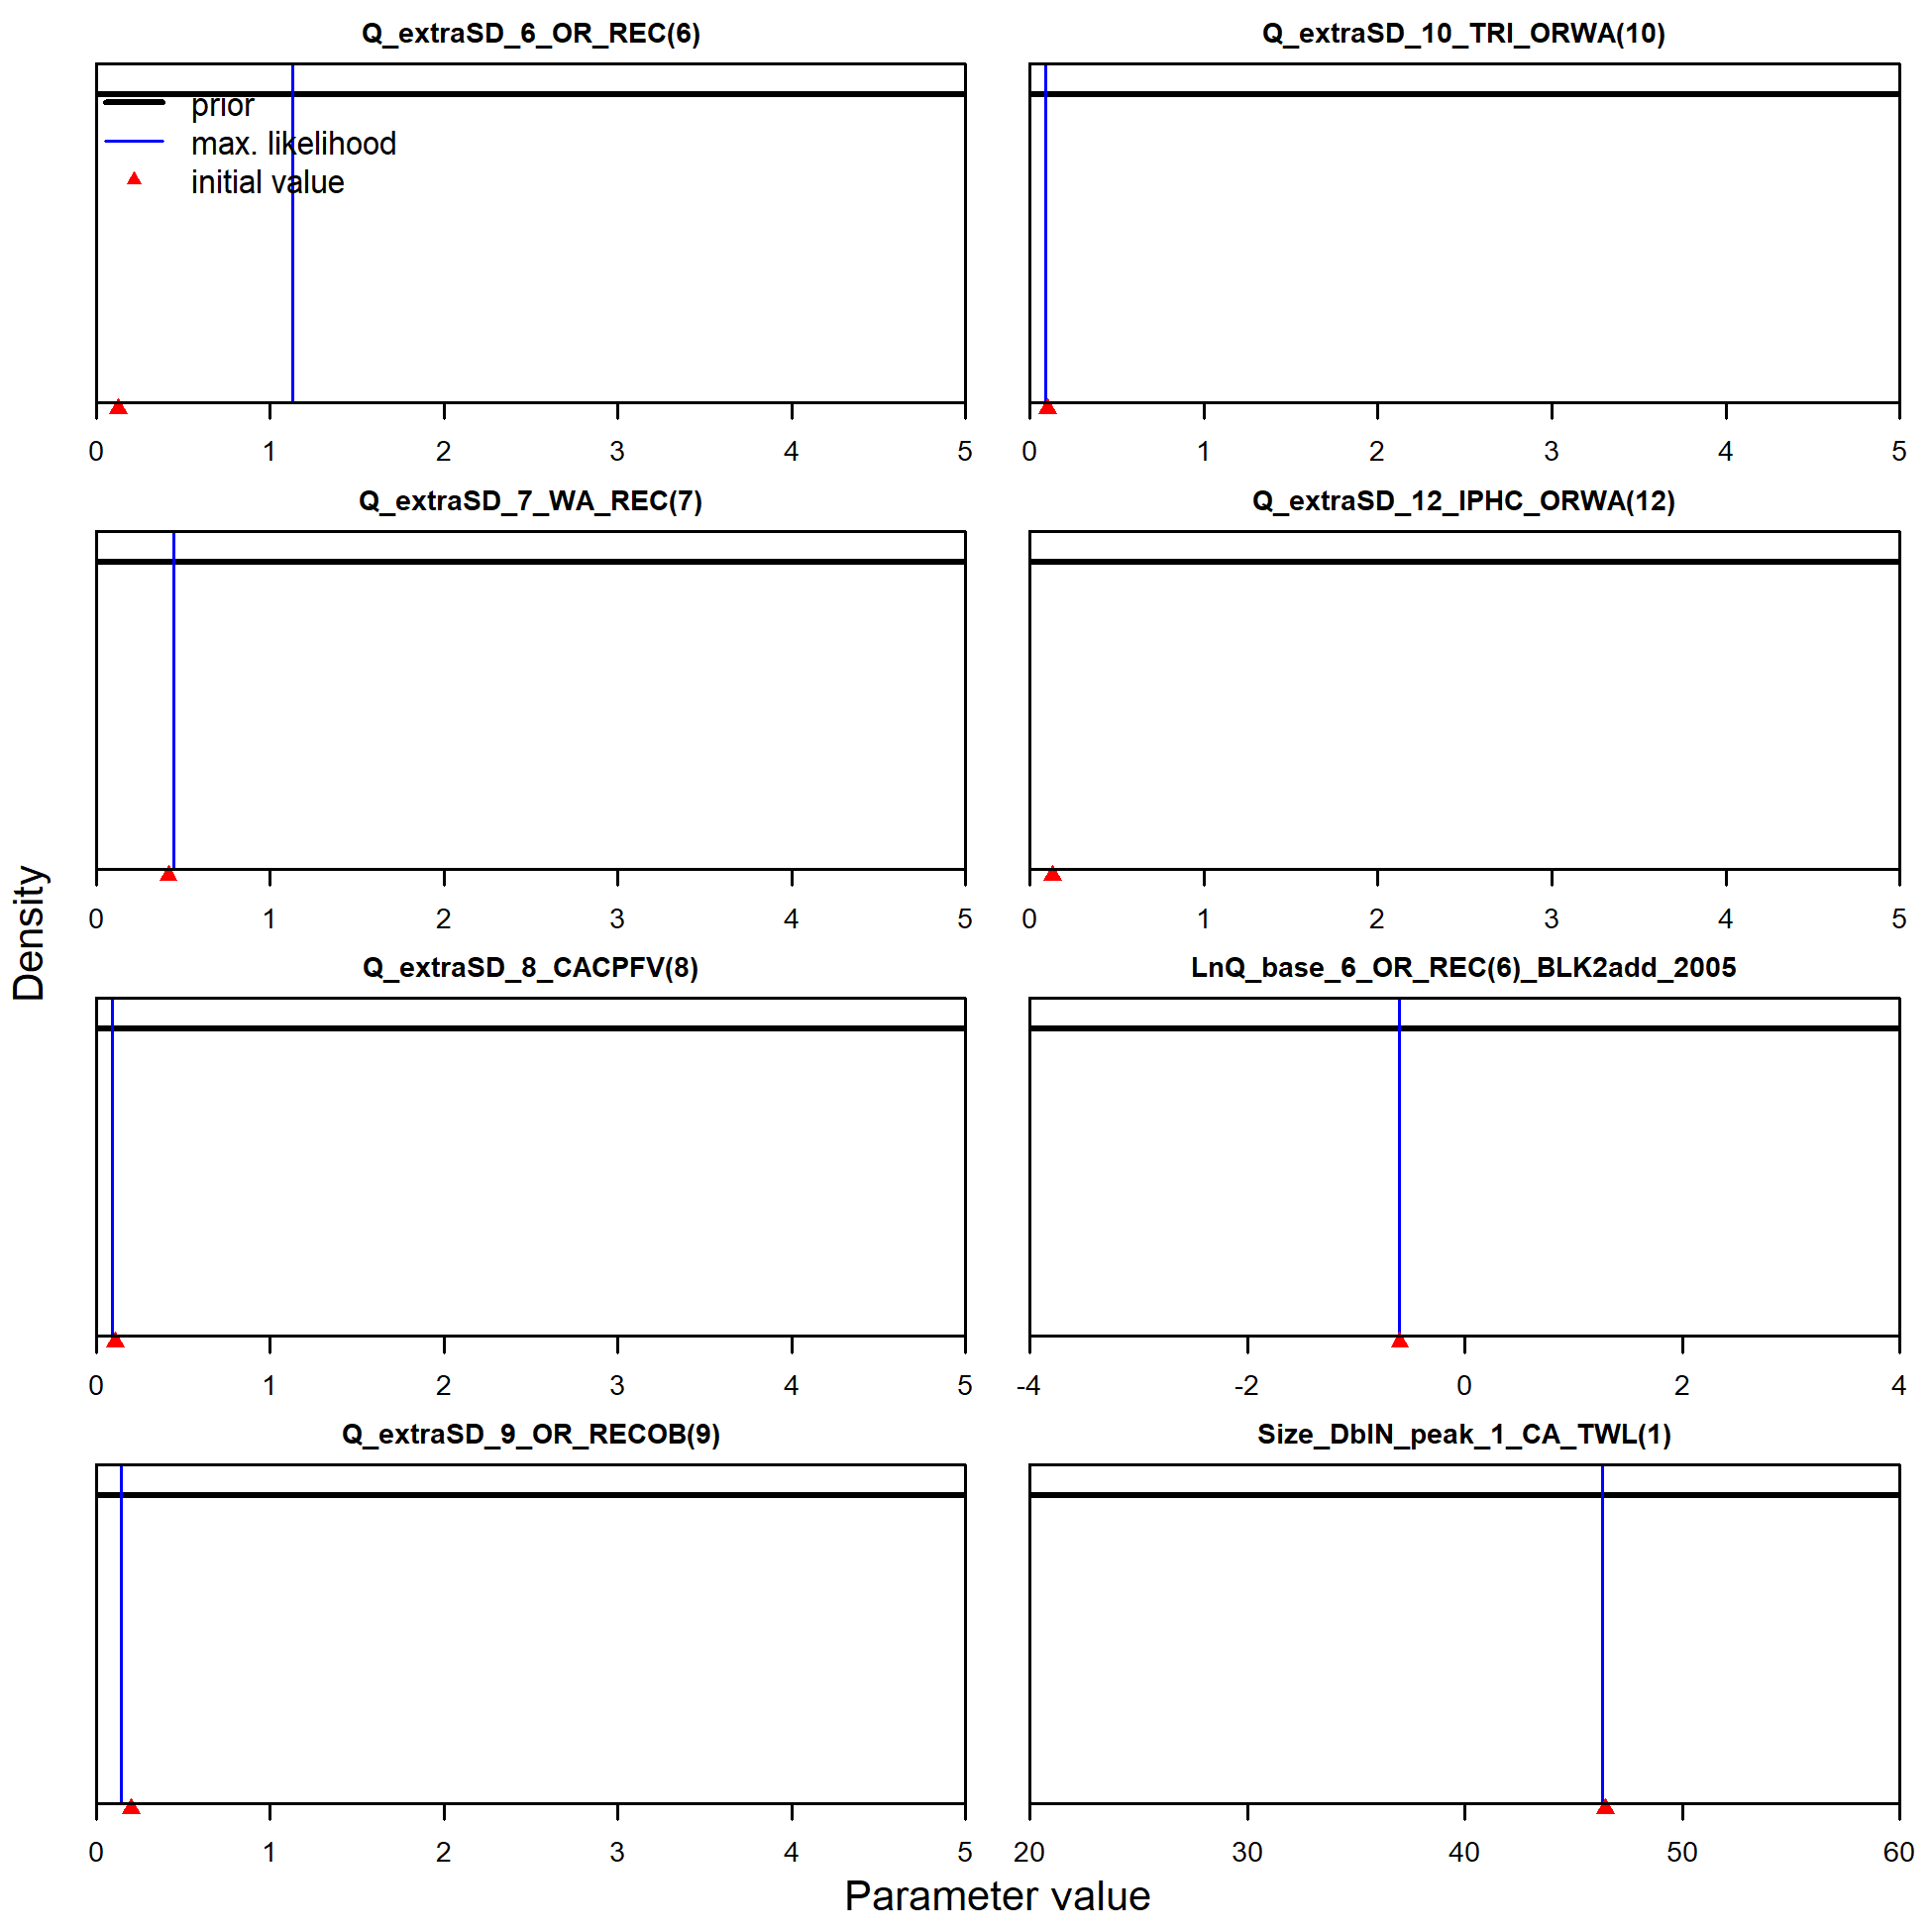 Q_extraSD_6_OR_REC(6)
prior
max. likelihood
initial value
0 1 2 3 4 5
Q_extraSD_10_TRI_ORWA(10)
0 1 2 3 4 5
Q_extraSD_7_WA_REC(7)
0 1 2 3 4 5
Q_extraSD_12_IPHC_ORWA(12)
0 1 2 3 4 5
Q_extraSD_8_CACPFV(8)
0 1 2 3 4 5
LnQ_base_6_OR_REC(6)_BLK2add_2005
-4 -2 0 2 4
Q_extraSD_9_OR_RECOB(9)
0 1 2 3 4 5
Size_DblN_peak_1_CA_TWL(1)
20 30 40 50 60
Density
Parameter value